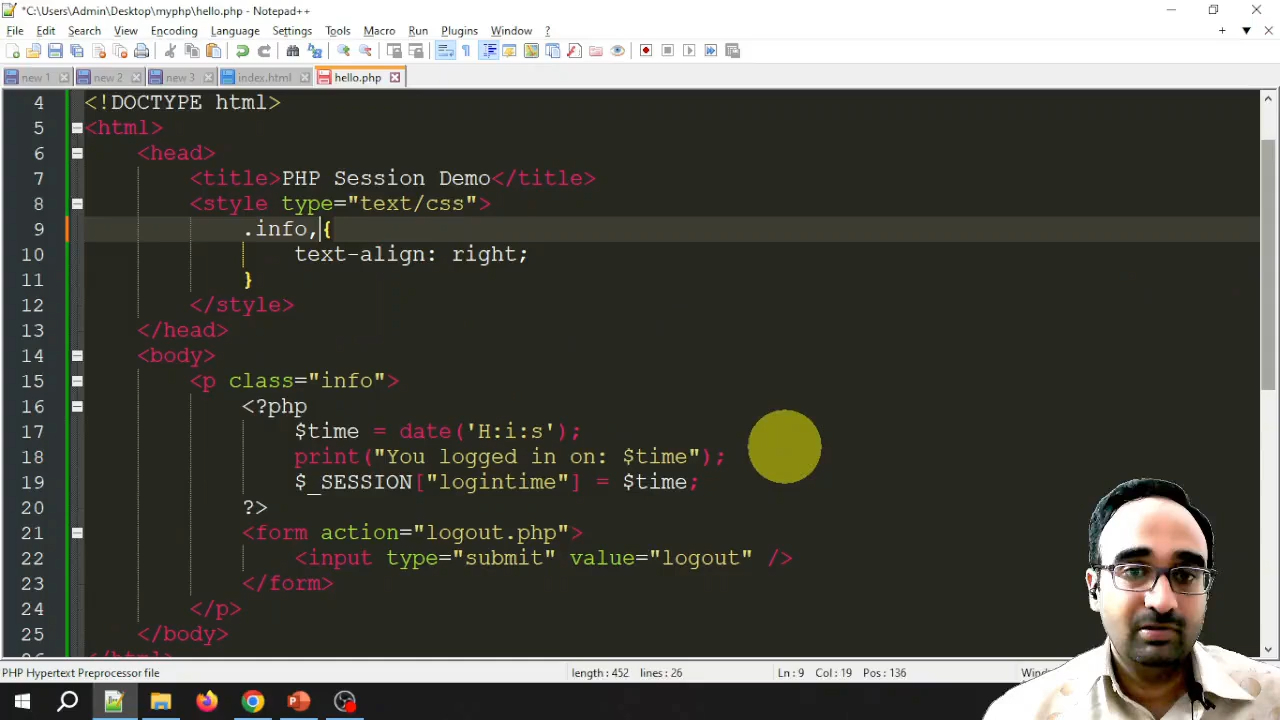 *C:\Users\Admin\Desktop\myphp\hello.php - Notepad++
File Edit Search View Encoding Language Settings Tools Macro Run Plugins Window ?
new 1 new 2 new 3 index.html hello.php
4 <!DOCTYPE html>
5 <html>
6 <head>
7 <title>PHP Session Demo</title>
8 <style type="text/css">
9 .info,{
10 text-align: right;
11 }
12 </style>
13 </head>
14 <body>
15 <p class="info">
16 <?php
17 $time = date('H:i:s');
18 print("You logged in on: $time");
19 $_SESSION["logintime"] = $time;
20 ?>
21 <form action="logout.php">
22 <input type="submit" value="logout" />
23 </form>
24 </p>
25 </body>
PHP Hypertext Preprocessor file length : 452 lines : 26 Ln : 9 Col : 19 Pos : 136